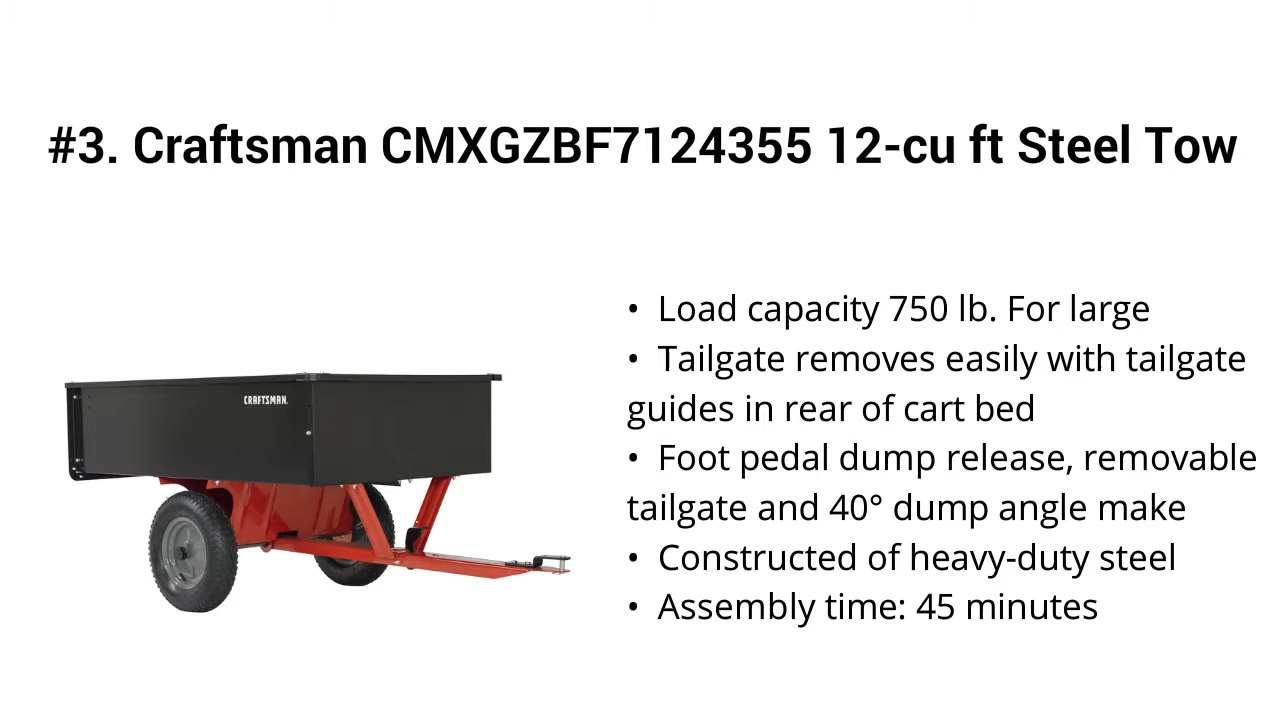 #3. Craftsman CMXGZBF7124355 12-cu ft Steel Tow
CRAFTSMAN.
• Load capacity 750 lb. For large
• Tailgate removes easily with tailgate
guides in rear of cart bed
• Foot pedal dump release, removable
tailgate and 40° dump angle make
• Constructed of heavy-duty steel
• Assembly time: 45 minutes